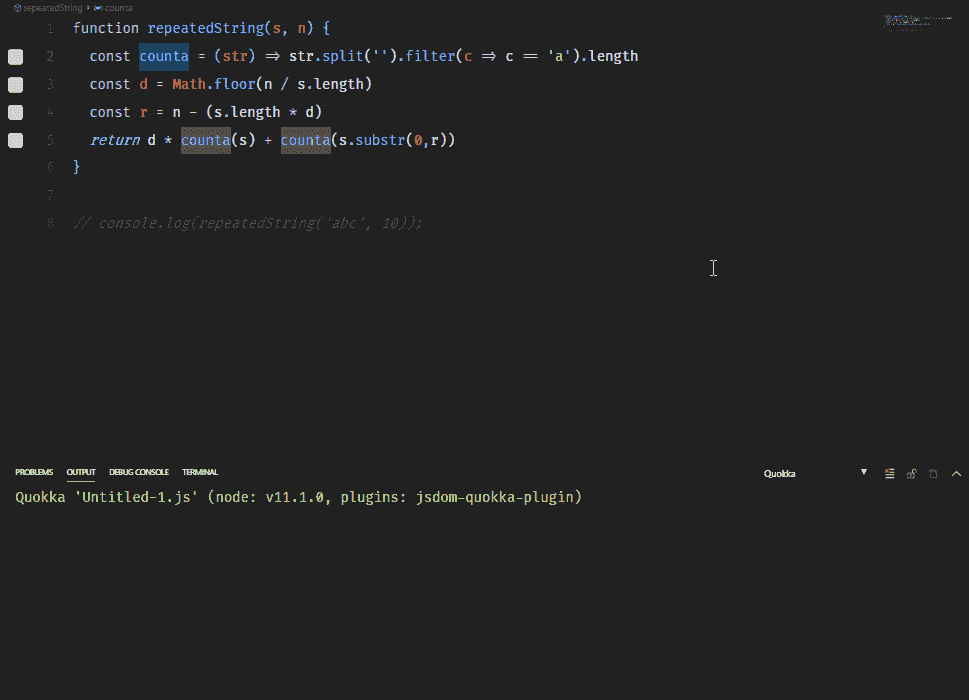 repeatedString › counta
1 function repeatedString(s, n) {
2 const counta = (str) => str.split('').filter(c => c == 'a').length
3 const d = Math.floor(n / s.length)
4 const r = n - (s.length * d)
5 return d * counta(s) + counta(s.substr(0,r))
6 }
7
8 // console.log(repeatedString('abc', 10));
PROBLEMS OUTPUT DEBUG CONSOLE TERMINAL Quokka
Quokka 'Untitled-1.js' (node: v11.1.0, plugins: jsdom-quokka-plugin)